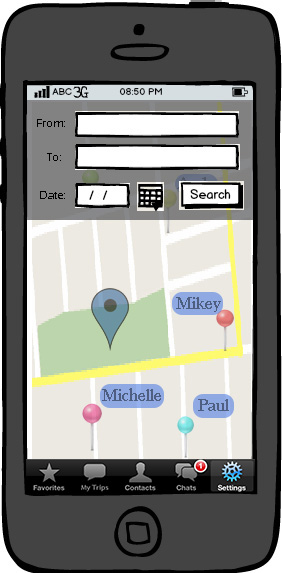 ABC 3G 08:50 PM
From:
To:
Date: / / Search
Mikey
Michelle
Paul
1
Favorites My Trips Contacts Chats Settings